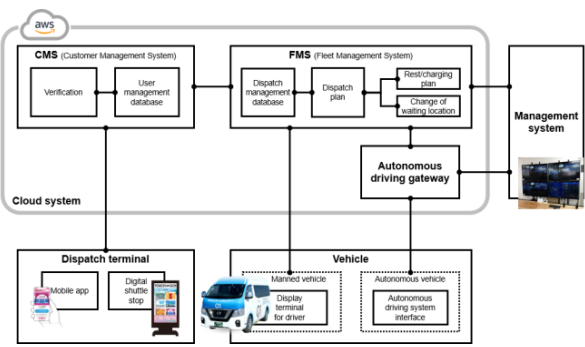 aws
CMS (Customer Management System)
Verification
User
management
database
FMS (Fleet Management System)
Dispatch
management
database
Dispatch
plan
Rest/charging
plan
Change of
waiting location
Management
system
Autonomous
driving gateway
Cloud system
Dispatch terminal
Mobile app
Digital
shuttle
stop
Vehicle
Manned vehicle
Display
terminal
for driver
Autonomous vehicle
Autonomous
driving system
interface